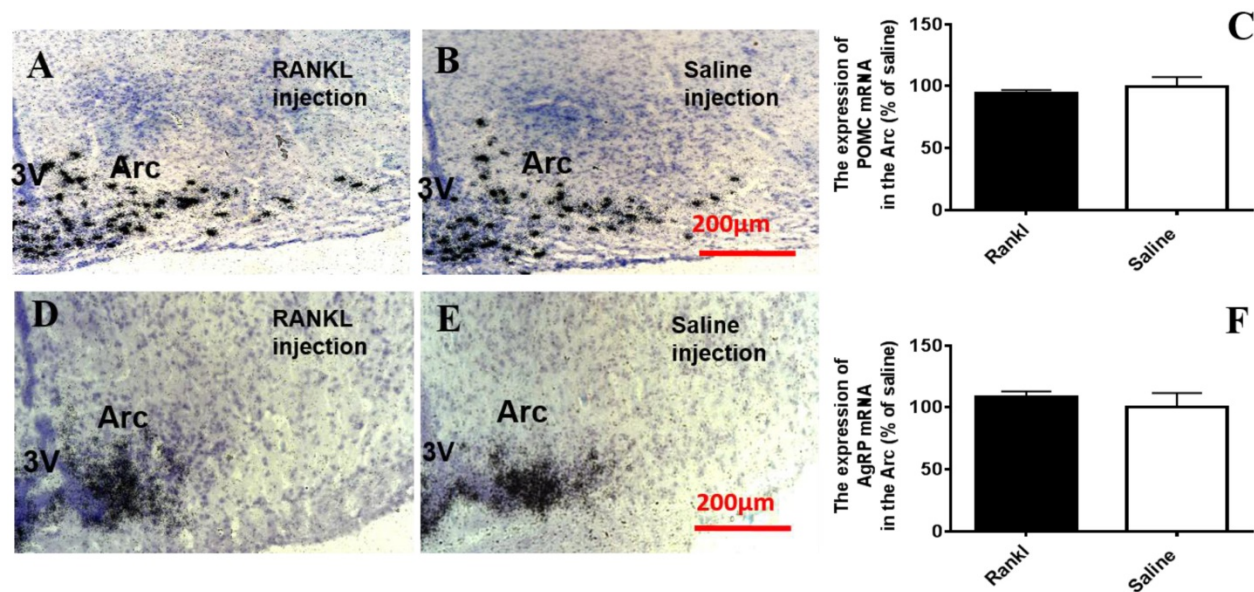 A
RANKL
injection
3V
Arc
B
Saline
injection
3V
Arc
200μm
C
The expression of
POMC mRNA
in the Arc (% of saline)
150
100
50
0
Rankl
Saline
D
RANKL
injection
Arc
3V
E
Saline
injection
Arc
3V
200μm
F
The expression of
AgRP mRNA
in the Arc (% of saline)
150
100
50
0
Rankl
Saline